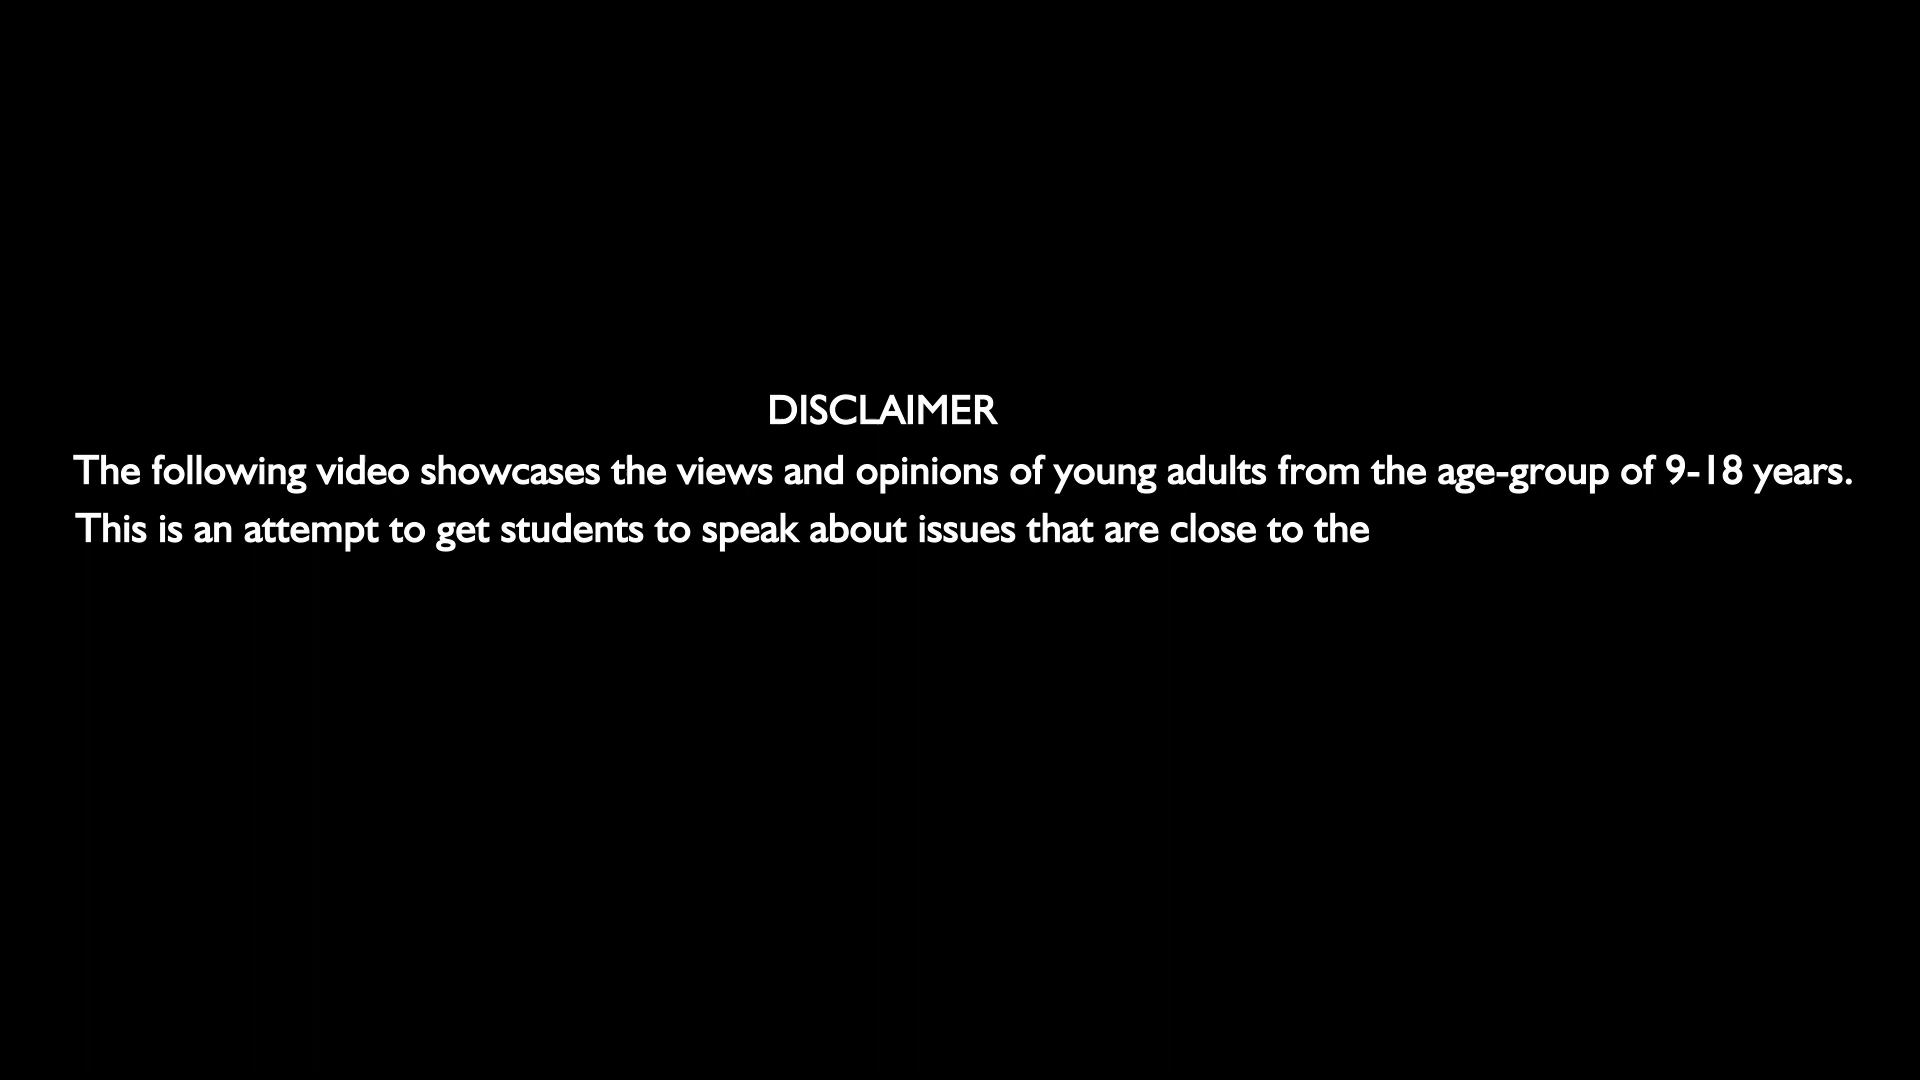 DISCLAIMER
The following video showcases the views and opinions of young adults from the age-group of 9-18 years.
This is an attempt to get students to speak about issues that are close to the